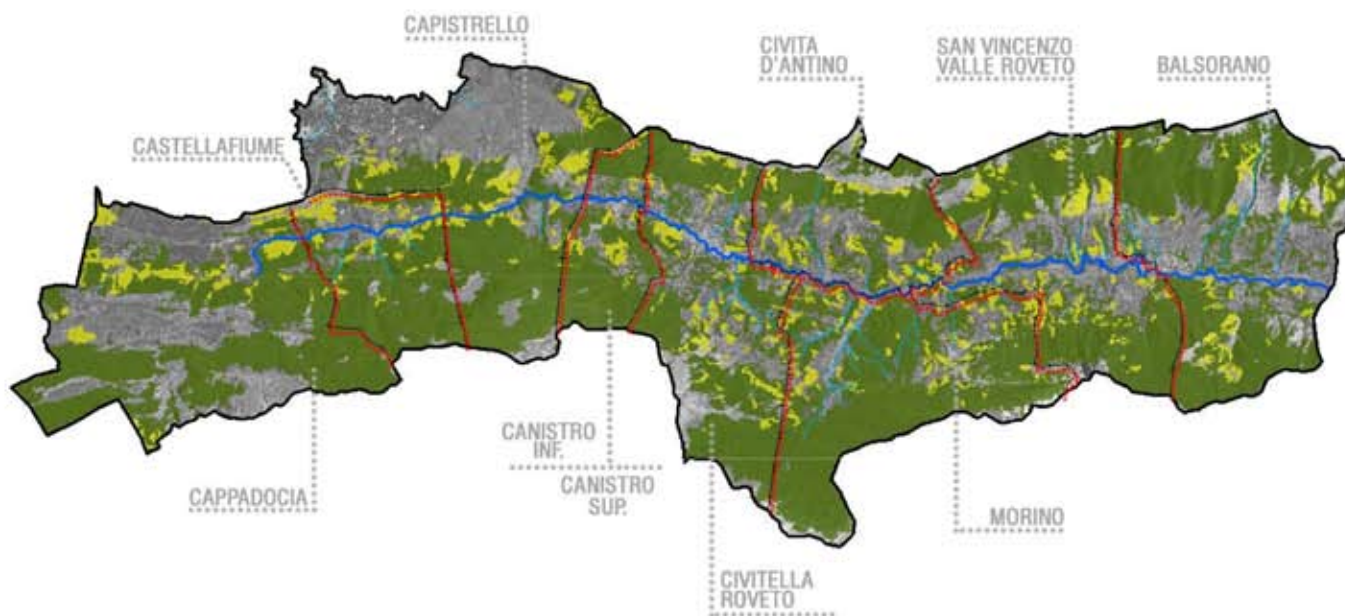 CAPISTRELLO
CIVITA
D'ANTINO
SAN VINCENZO
VALLE ROVETO
BALSORANO
CASTELLAFIUME
CANISTRO
INF.
CANISTRO
SUP.
CAPPADOCIA
MORINO
CIVITELLA
ROVETO